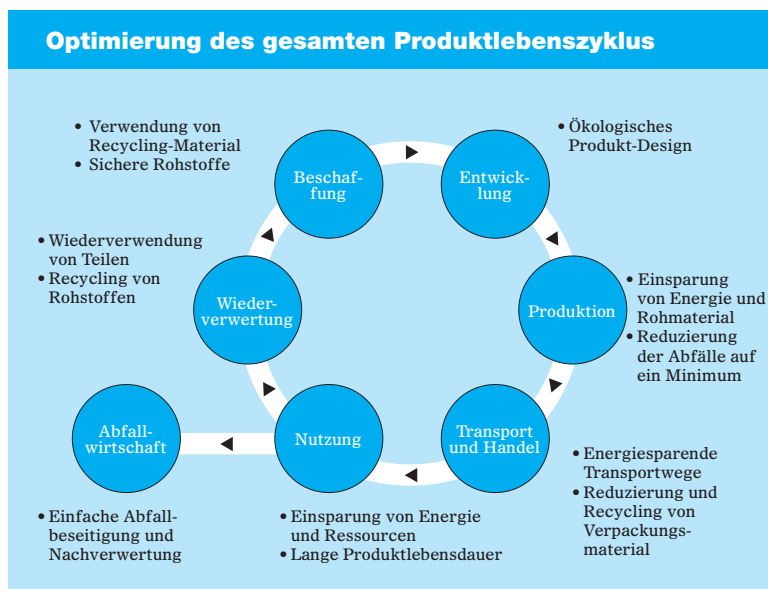 Optimierung des gesamten Produktlebenszyklus
• Verwendung von
Recycling-Material
• Sichere Rohstoffe
Beschaf-
fung
Entwick-
lung
• Ökologisches
Produkt-Design
• Wiederverwendung
von Teilen
• Recycling von
Rohstoffen
Wieder-
verwertung
Produktion
• Einsparung
von Energie und
Rohmaterial
• Reduzierung
der Abfälle auf
ein Minimum
Abfall-
wirtschaft
Nutzung
Transport
und Handel
• Energiesparende
Transportwege
• Reduzierung und
Recycling von
Verpackungs-
material
• Einfache Abfall-
beseitigung und
Nachverwertung
• Einsparung von Energie
und Ressourcen
• Lange Produktlebensdauer